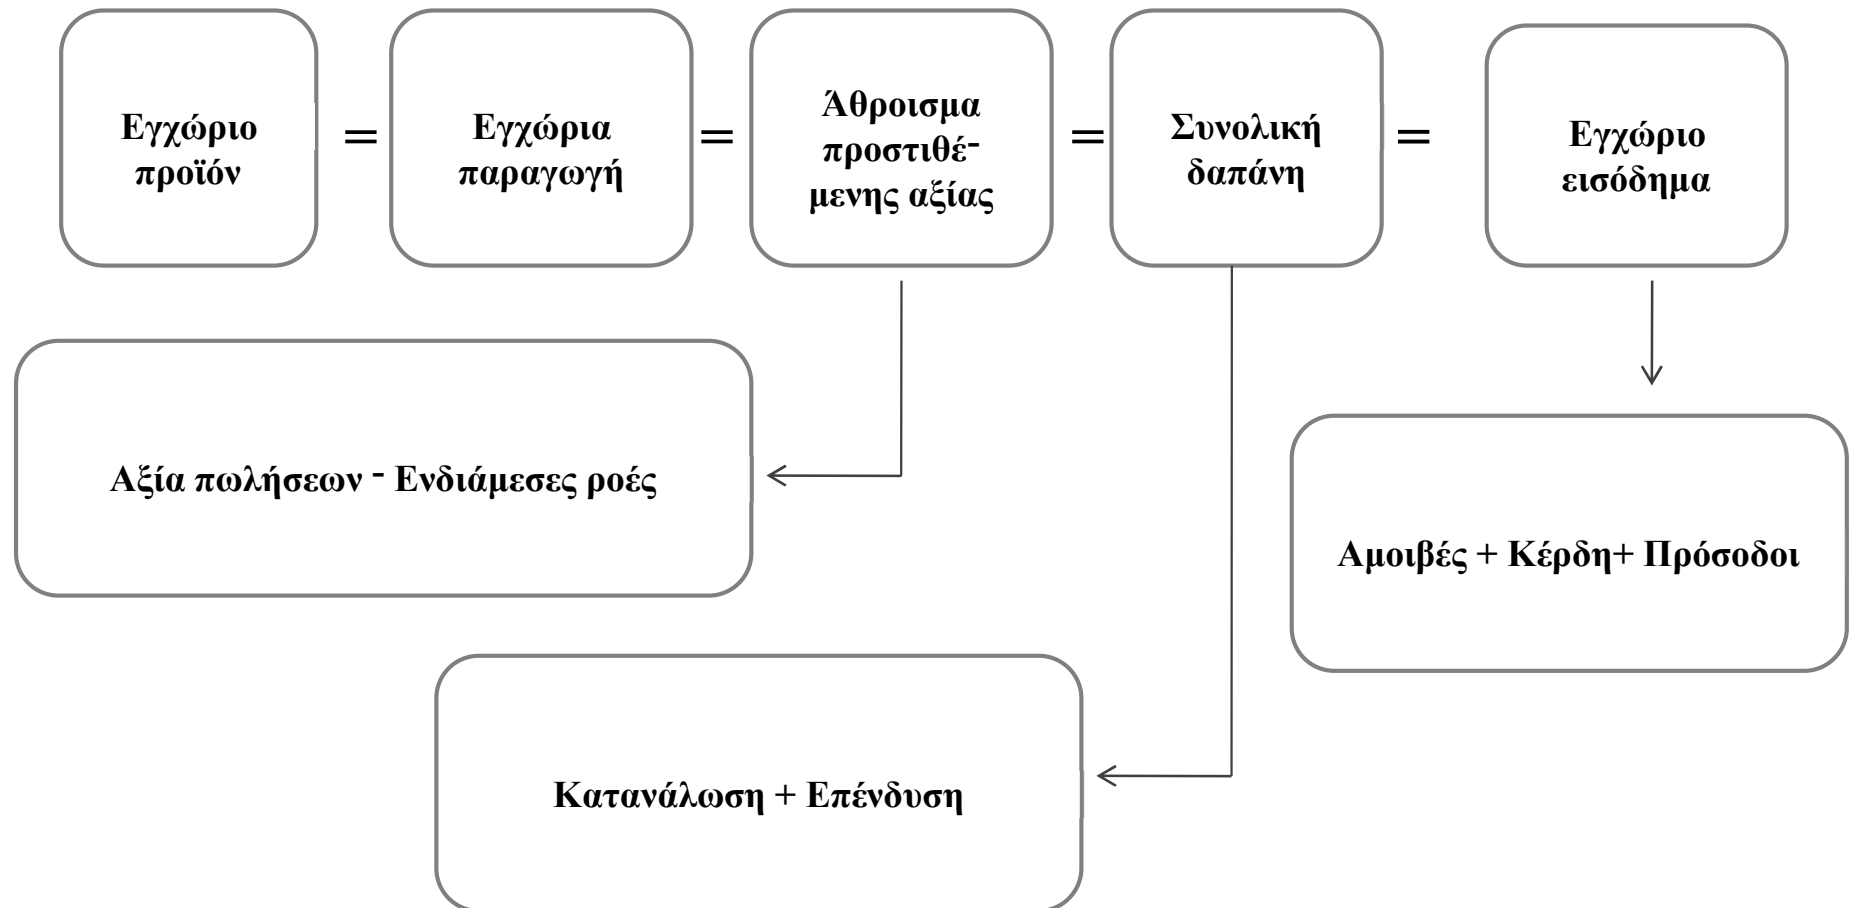 Εγχώριο
προϊόν
=
Εγχώρια
παραγωγή
=
Άθροισμα
προστιθέ-
μενης αξίας
=
Συνολική
δαπάνη
=
Εγχώριο
εισόδημα
Αξία πωλήσεων - Ενδιάμεσες ροές
Αμοιβές + Κέρδη+ Πρόσοδοι
Κατανάλωση + Επένδυση